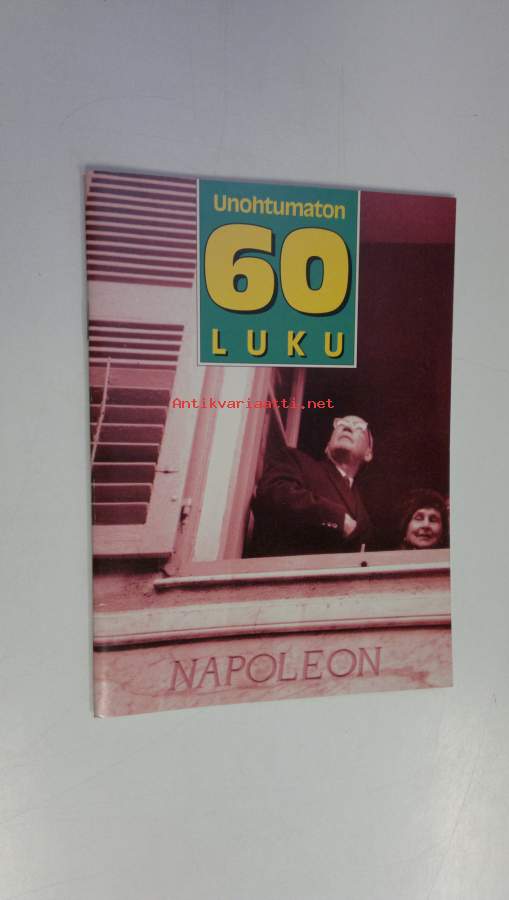 Unohtumaton
60
LUKU
Antikvariaatti.net
NAPOLEON